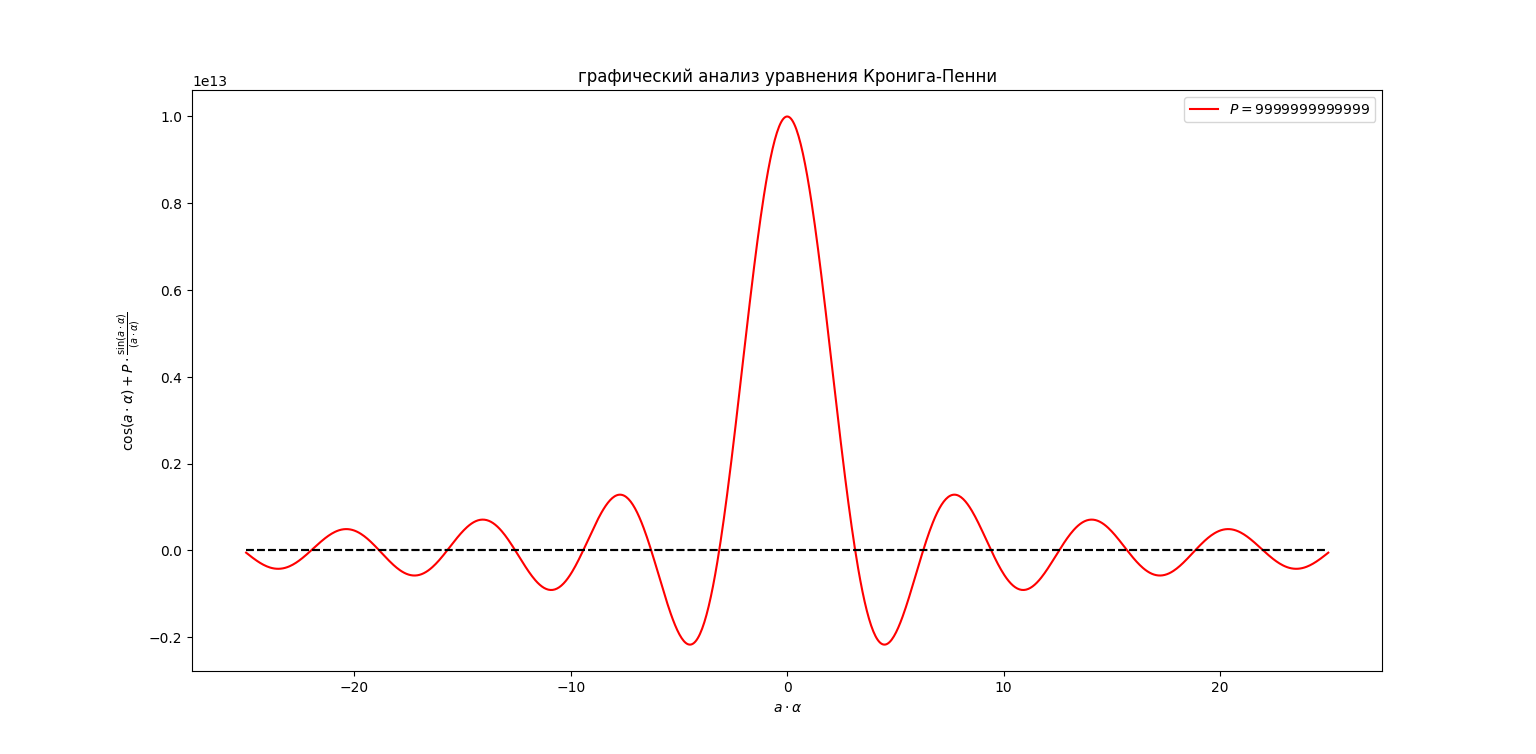 графический анализ уравнения Кронига-Пенни
1e13
P = 9999999999999
1.0
0.8
0.6
0.4
0.2
0.0
−0.2
cos(a · α) + P · sin(a · α)/(a · α)
−20
−10
0
10
20
a · α